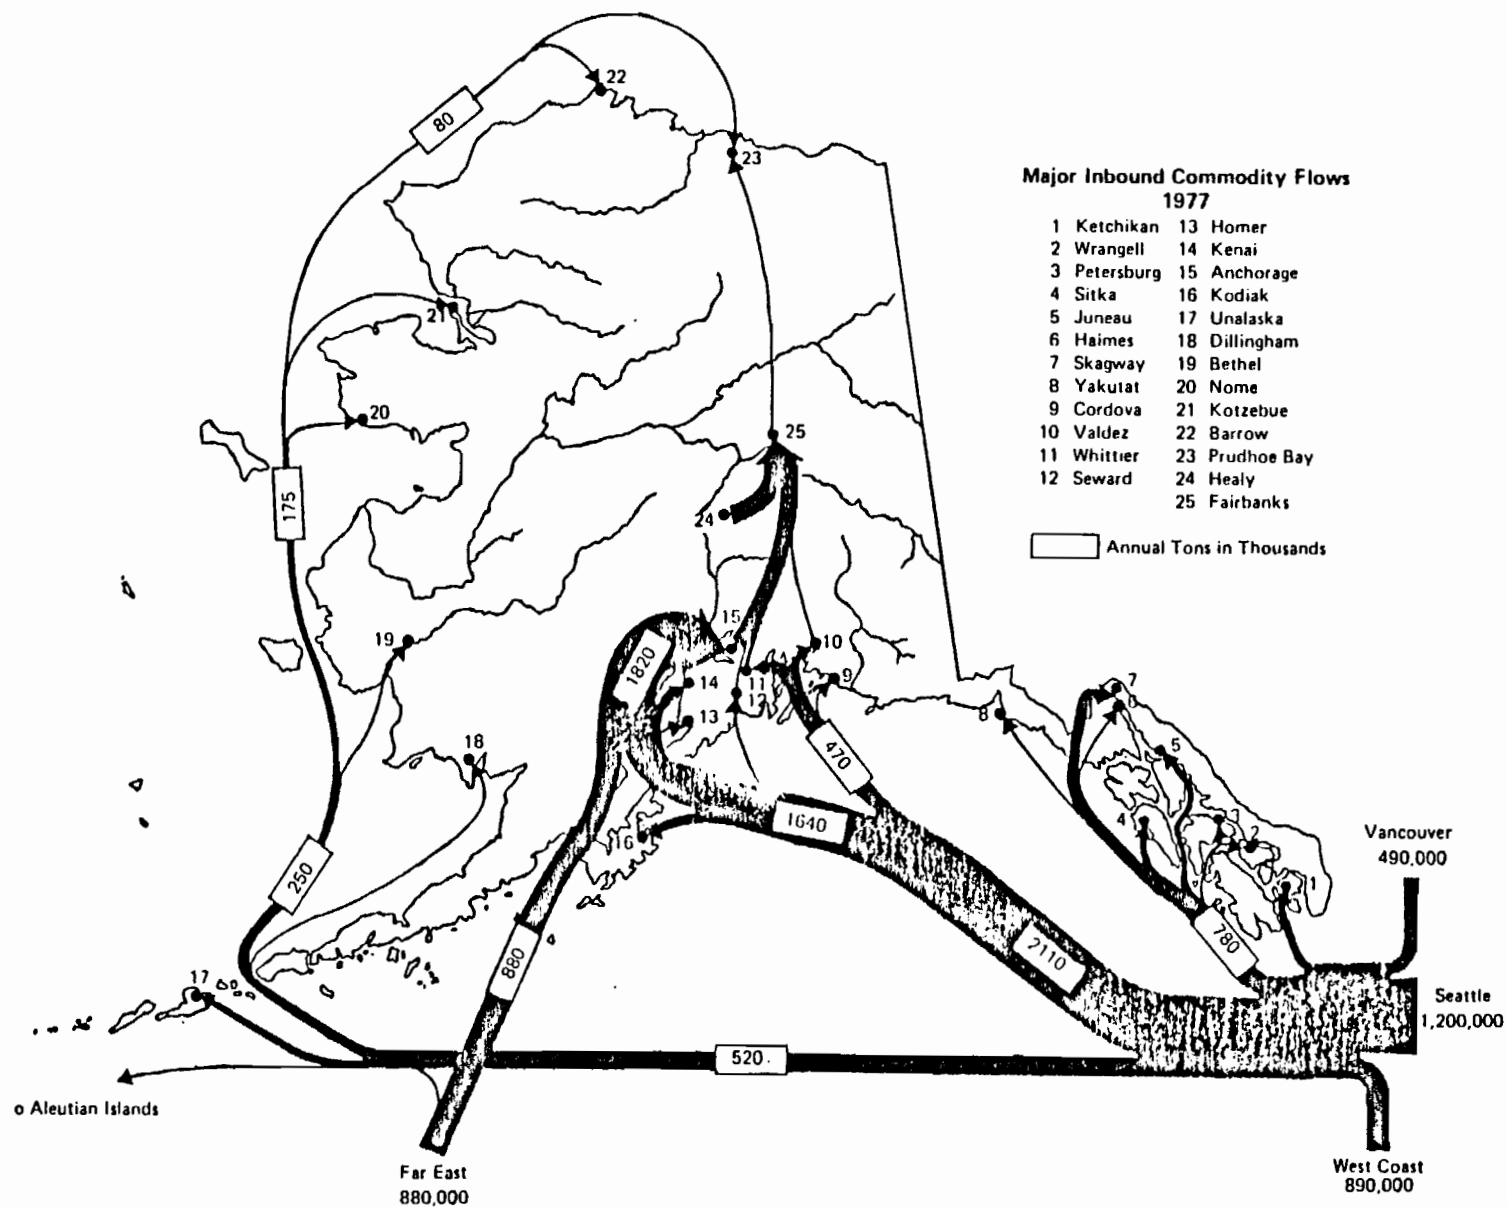 Major Inbound Commodity Flows
1977
1 Ketchikan 13 Homer
2 Wrangell 14 Kenai
3 Petersburg 15 Anchorage
4 Sitka 16 Kodiak
5 Juneau 17 Unalaska
6 Haimes 18 Dillingham
7 Skagway 19 Bethel
8 Yakutat 20 Nome
9 Cordova 21 Kotzebue
10 Valdez 22 Barrow
11 Whittier 23 Prudhoe Bay
12 Seward 24 Healy
25 Fairbanks
Annual Tons in Thousands
22
80
23
21
20
25
175
24
15
19
10
1820
14
11
9
12
7
6
13
8
18
470
5
4
3
2
1640
16
Vancouver
490,000
250
1
780
880
2110
17
Seattle
1,200,000
520
o Aleutian Islands
Far East
880,000
West Coast
890,000